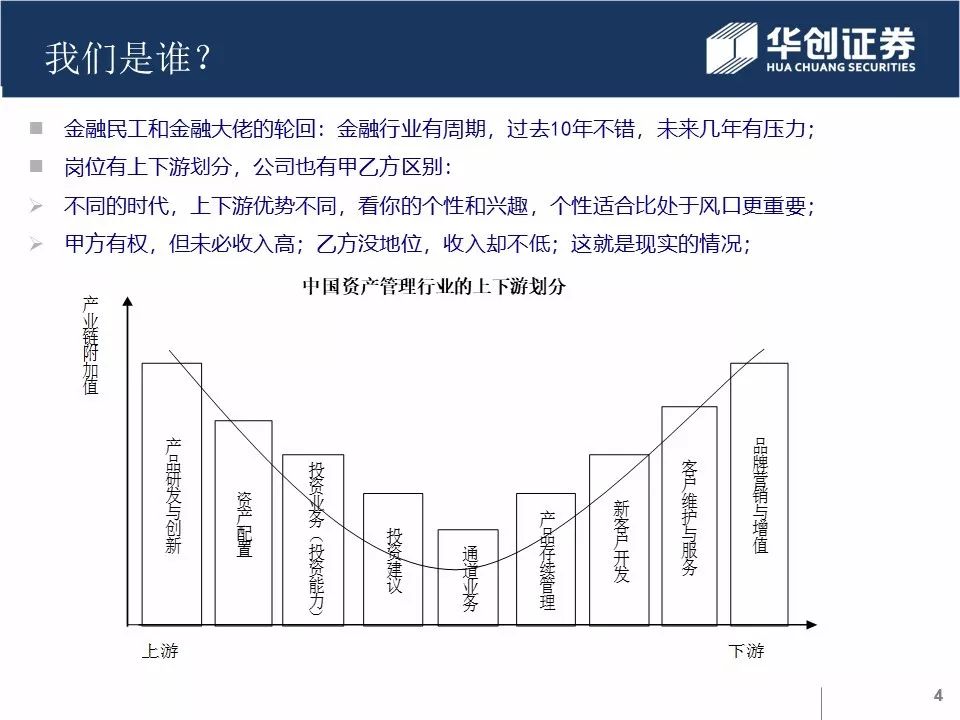 我们是谁？
华创证券
HUA CHUANG SECURITIES
金融民工和金融大佬的轮回：金融行业有周期，过去10年不错，未来几年有压力；
岗位有上下游划分，公司也有甲乙方区别：
不同的时代，上下游优势不同，看你的个性和兴趣，个性适合比处于风口更重要；
甲方有权，但未必收入高；乙方没地位，收入却不低；这就是现实的情况；
中国资产管理行业的上下游划分
产业链附加值
产品研发与创新
资产配置
投资业务（投资能力）
投资建议
通道业务
产品存续管理
新客户开发
客户维护与服务
品牌营销与增值
上游
下游
4